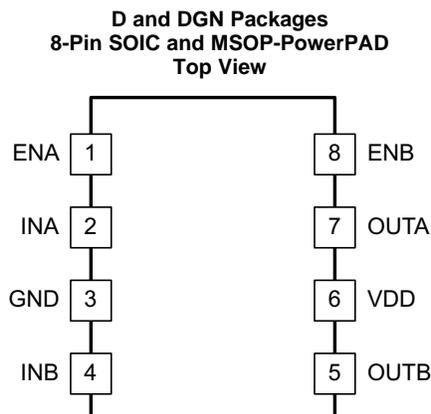 D and DGN Packages
8-Pin SOIC and MSOP-PowerPAD
Top View
ENA 1 8 ENB
INA 2 7 OUTA
GND 3 6 VDD
INB 4 5 OUTB